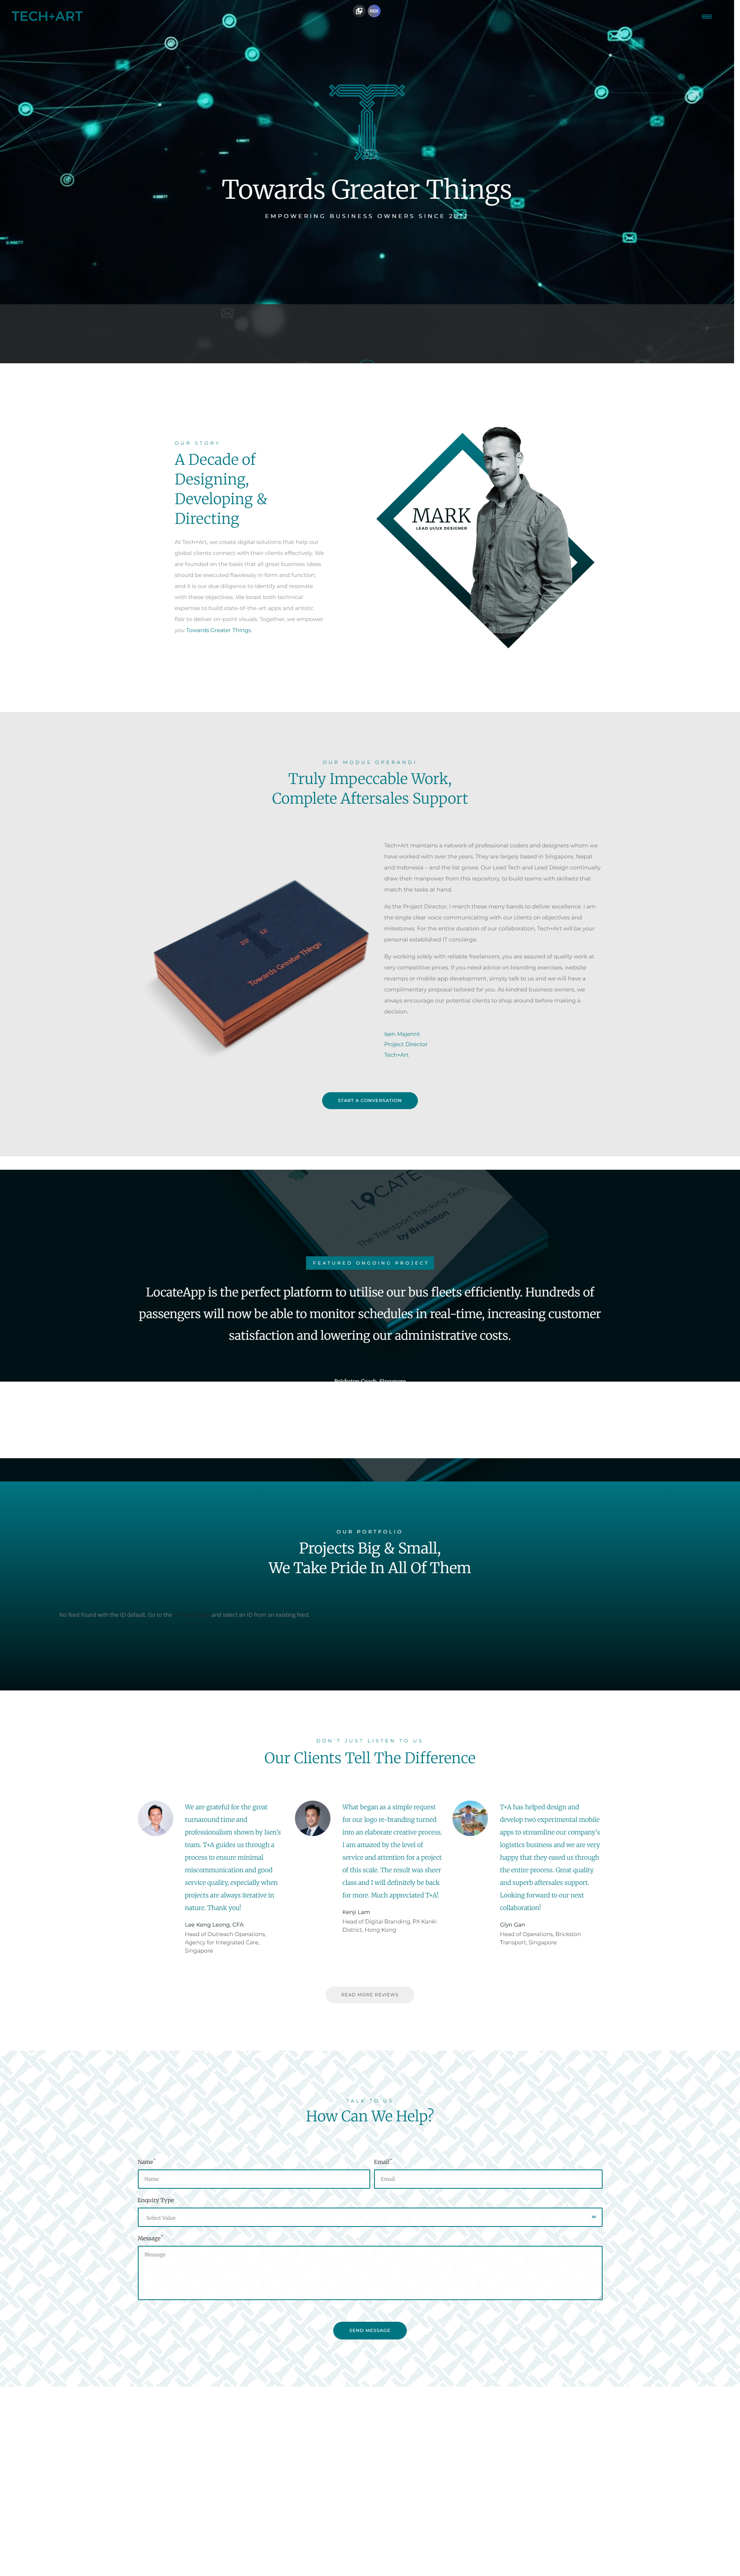 TECH+ART
Towards Greater Things
EMPOWERING BUSINESS OWNERS SINCE
OUR STORY
A Decade of
Designing,
Developing &
Directing
At Tech+Art, we create digital solutions that help our
global clients connect with their clients effectively. We
are founded on the basis that all great business ideas
should be executed flawlessly in form and function;
and it is our due diligence to identify and resonate
with these objectives. We boast both technical
expertise to build state-of-the-art apps and artistic
flair to deliver on-point visuals. Together, we empower
you Towards Greater Things.
MARK
LEAD UI/UX DESIGNER
OUR MODUS OPERANDI
Truly Impeccable Work,
Complete Aftersales Support
Tech+Art maintains a network of professional coders and designers whom we
have worked with over the years. They are largely based in Singapore, Nepal
and Indonesia – and the list grows. Our Lead Tech and Lead Design continually
draw their manpower from this repository, to build teams with skillsets that
match the tasks at hand.
As the Project Director, I march these merry bands to deliver excellence. I am
the single clear voice communicating with our clients on objectives and
milestones. For the entire duration of our collaboration, Tech+Art will be your
personal established IT concierge.
By working solely with reliable freelancers, you are assured of quality work at
very competitive prices. If you need advice on branding exercises, website
revamps or mobile app development, simply talk to us and we will have a
complimentary proposal tailored for you. As kindred business owners, we
always encourage our potential clients to shop around before making a
decision.
Isen Majennt
Project Director
Tech+Art
20 12
Towards Greater Things
START A CONVERSATION
LOCATE
The Transport Tracking Tech
by Brickston
FEATURED ONGOING PROJECT
LocateApp is the perfect platform to utilise our bus fleets efficiently. Hundreds of
passengers will now be able to monitor schedules in real-time, increasing customer
satisfaction and lowering our administrative costs.
Brickston Coach, Singapore
OUR PORTFOLIO
Projects Big & Small,
We Take Pride In All Of Them
No feed found with the ID default. Go to the and select an ID from an existing feed.
DON'T JUST LISTEN TO US
Our Clients Tell The Difference
We are grateful for the great
turnaround time and
professionalism shown by Isen's
team. T+A guides us through a
process to ensure minimal
miscommunication and good
service quality, especially when
projects are always iterative in
nature. Thank you!
Lee Keng Leong, CFA
Head of Outreach Operations,
Agency for Integrated Care,
Singapore
What began as a simple request
for our logo re-branding turned
into an elaborate creative process.
I am amazed by the level of
service and attention for a project
of this scale. The result was sheer
class and I will definitely be back
for more. Much appreciated T+A!
Kenji Lam
Head of Digital Branding, PX Kanki
District, Hong Kong
T+A has helped design and
develop two experimental mobile
apps to streamline our company's
logistics business and we are very
happy that they eased us through
the entire process. Great quality
and superb aftersales support.
Looking forward to our next
collaboration!
Glyn Gan
Head of Operations, Brickston
Transport, Singapore
READ MORE REVIEWS
TALK TO US
How Can We Help?
Name*
Email*
Name
Email
Enquiry Type
Select Value
Message*
Message
SEND MESSAGE